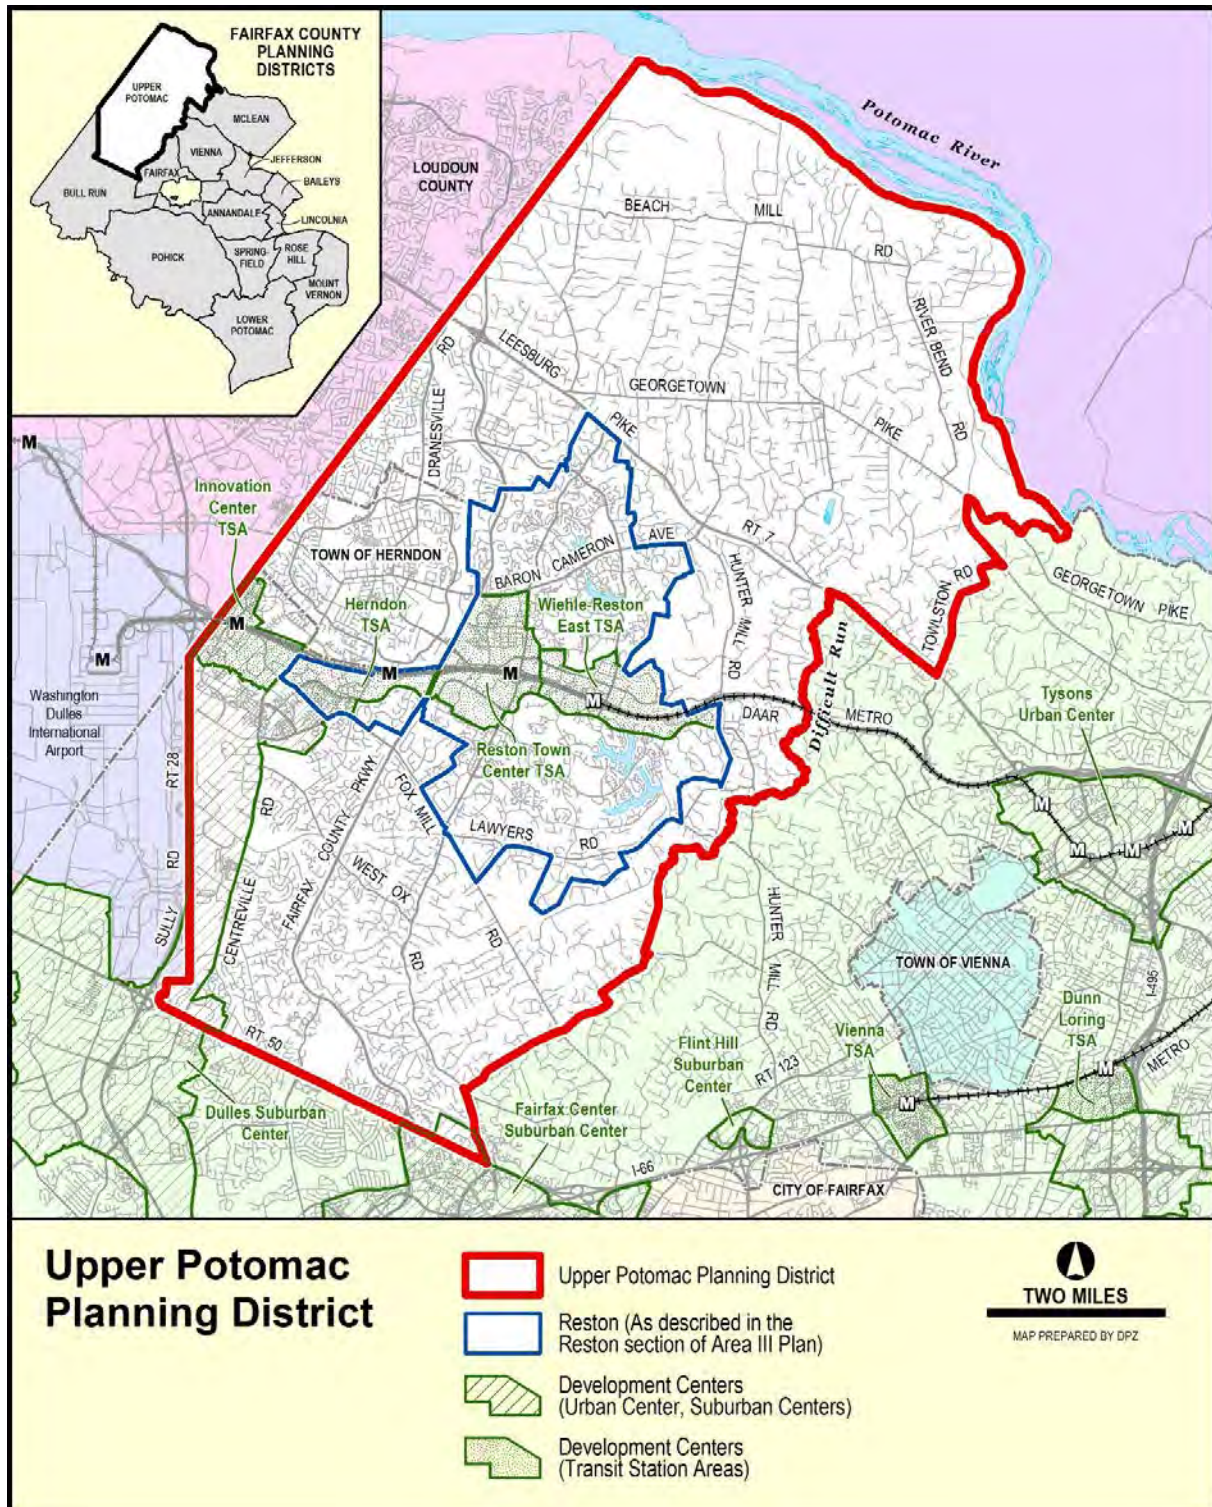 FAIRFAX COUNTY
PLANNING
DISTRICTS
UPPER
POTOMAC
MCLEAN
VIENNA
JEFFERSON
FAIRFAX
BAILEYS
BULL RUN
ANNANDALE
LINCOLNIA
POHICK
SPRING
FIELD
ROSE
HILL
MOUNT
VERNON
LOWER
POTOMAC
Potomac River
LOUDOUN
COUNTY
BEACH
MILL
RD
RIVER BEND
RD
LEESBURG
PIKE
GEORGETOWN
PIKE
RD
DRANESVILLE
M
Innovation
Center
TSA
TOWN OF HERNDON
BARON CAMERON AVE
RT 7
HUNTER MILL RD
TOWLSTON RD
GEORGETOWN PIKE
Herndon
TSA
Wiehle-Reston
East TSA
M
M
M
M
M
Washington
Dulles
International
Airport
DAAR
METRO
Difficult Run
Tysons
Urban Center
Reston Town
Center TSA
RT 28
SULLY RD
CENTREVILLE RD
FAIRFAX COUNTY PKWY
FOX MILL
RD
WEST OX
RD
LAWYERS RD
M
M
M
M
HUNTER MILL RD
TOWN OF VIENNA
I-495
RT 50
Dulles Suburban
Center
Fairfax Center
Suburban Center
Flint Hill
Suburban
Center
RT 123
Vienna
TSA
M
Dunn
Loring
TSA
M
METRO
I-66
CITY OF FAIRFAX
Upper Potomac
Planning District
Upper Potomac Planning District
Reston (As described in the
Reston section of Area III Plan)
Development Centers
(Urban Center, Suburban Centers)
Development Centers
(Transit Station Areas)
TWO MILES
MAP PREPARED BY DPZ